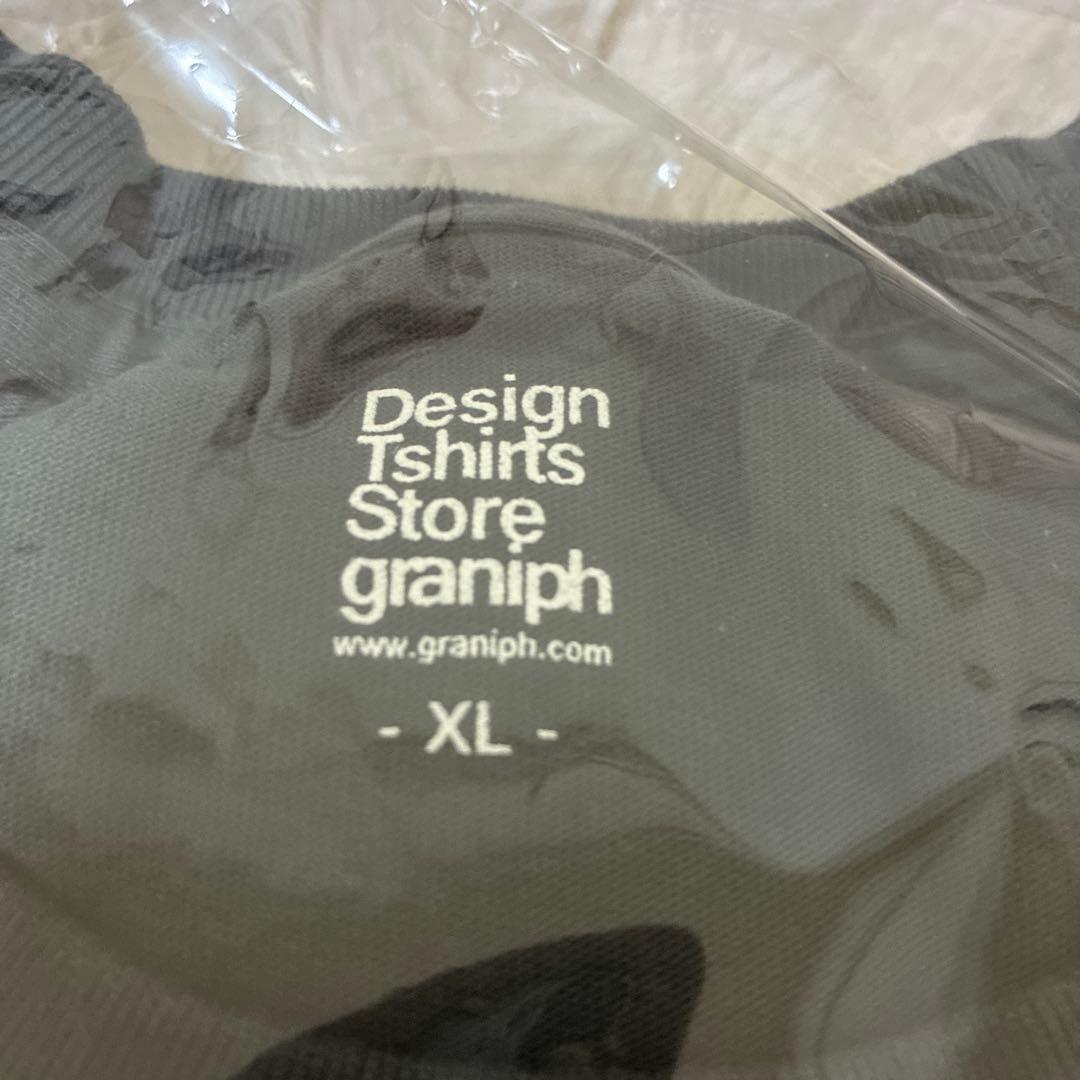 Design
Tshirts
Store
graniph
www.graniph.com
- XL -